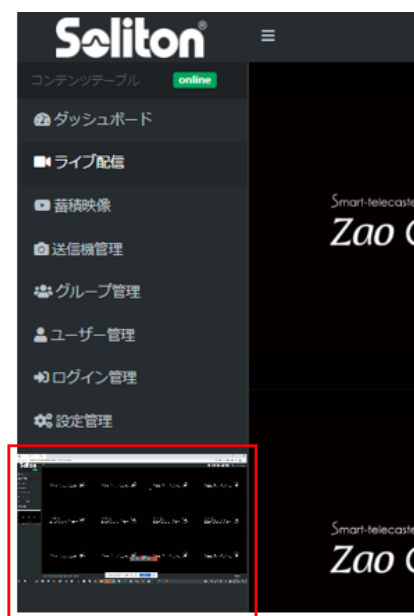 Soliton®
コンテンツテーブル online
ダッシュボード
ライブ配信
蓄積映像
送信機管理
グループ管理
ユーザー管理
ログイン管理
設定管理
Smart-telecaste
Zao
Smart-telecaste
Zao
Soliton